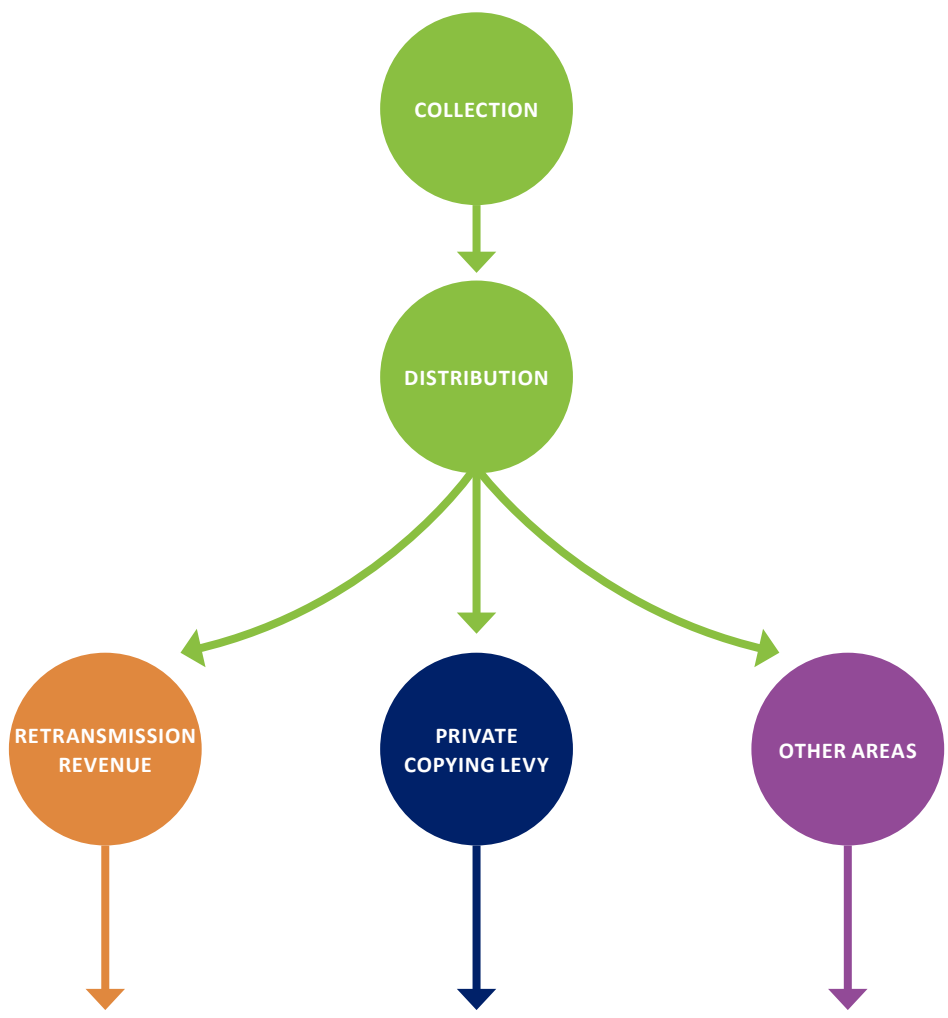 COLLECTION
DISTRIBUTION
RETRANSMISSION
REVENUE
PRIVATE
COPYING LEVY
OTHER AREAS